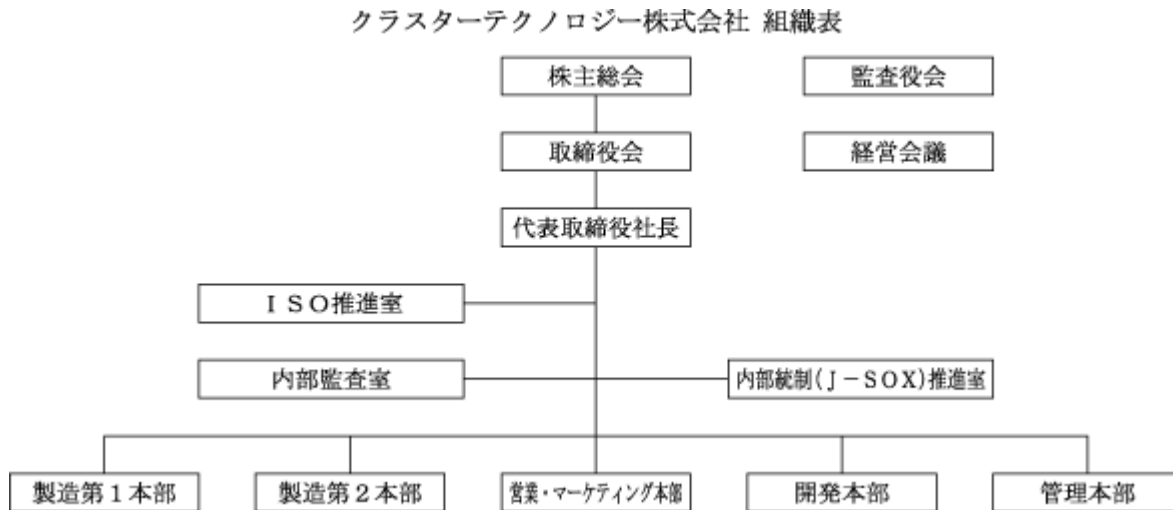 クラスターテクノロジー株式会社 組織表
株主総会
監査役会
取締役会
経営会議
代表取締役社長
ＩＳＯ推進室
内部監査室
内部統制(Ｊ－ＳＯＸ)推進室
製造第１本部
製造第２本部
営業・マーケティング本部
開発本部
管理本部